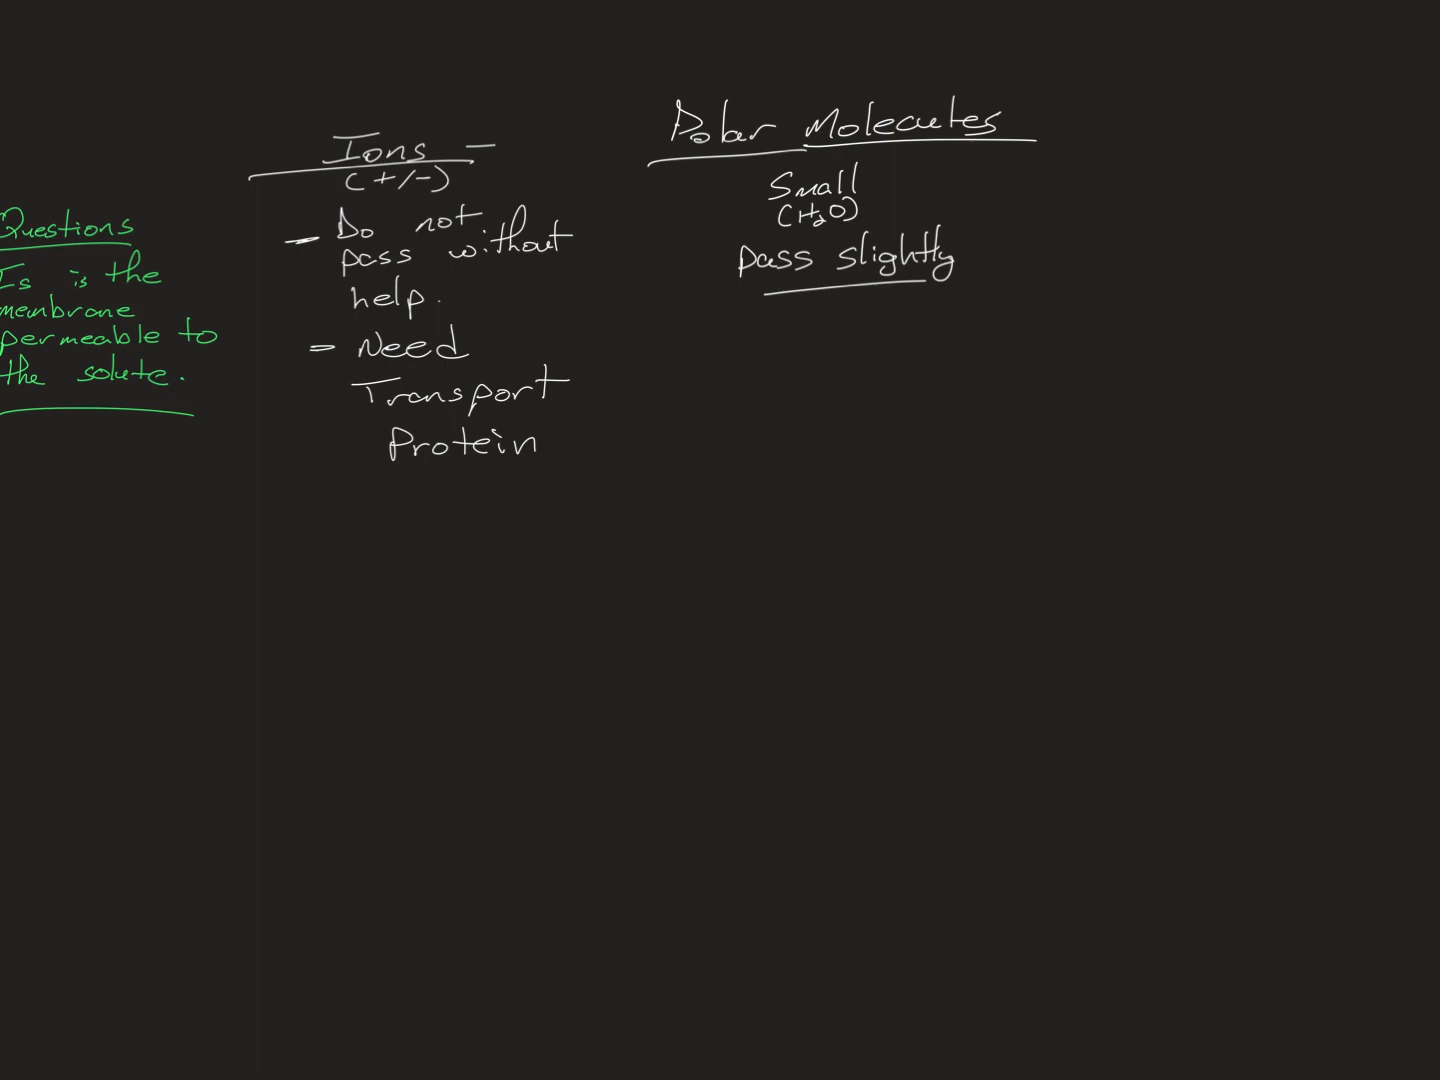 Questions
Is is the
membrane
permeable to
the solute.
Ions -
(+/-)
- Do not
pass without
help.
- Need
Transport
Protein
Polar Molecules
Small
(H₂O)
pass slightly